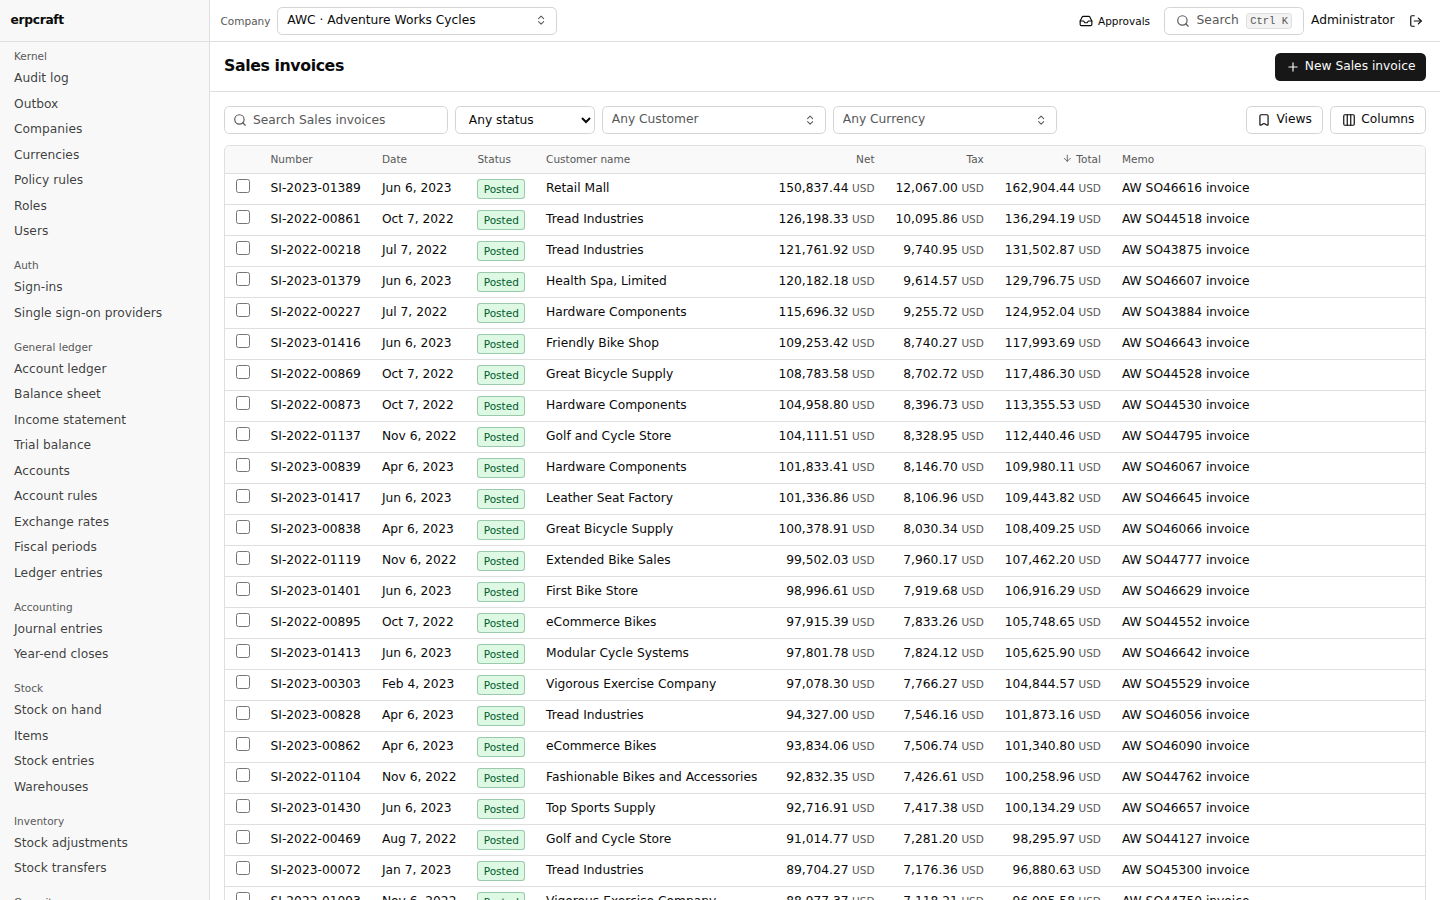 erpcraft
Company AWC · Adventure Works Cycles Approvals Search Ctrl K Administrator
Kernel
Audit log
Outbox
Companies
Currencies
Policy rules
Roles
Users
Auth
Sign-ins
Single sign-on providers
General ledger
Account ledger
Balance sheet
Income statement
Trial balance
Accounts
Account rules
Exchange rates
Fiscal periods
Ledger entries
Accounting
Journal entries
Year-end closes
Stock
Stock on hand
Items
Stock entries
Warehouses
Inventory
Stock adjustments
Stock transfers
Sales invoices New Sales invoice
Search Sales invoices Any status Any Customer Any Currency Views Columns
Number Date Status Customer name Net Tax Total Memo
SI-2023-01389 Jun 6, 2023 Posted Retail Mall 150,837.44 USD 12,067.00 USD 162,904.44 USD AW SO46616 invoice
SI-2022-00861 Oct 7, 2022 Posted Tread Industries 126,198.33 USD 10,095.86 USD 136,294.19 USD AW SO44518 invoice
SI-2022-00218 Jul 7, 2022 Posted Tread Industries 121,761.92 USD 9,740.95 USD 131,502.87 USD AW SO43875 invoice
SI-2023-01379 Jun 6, 2023 Posted Health Spa, Limited 120,182.18 USD 9,614.57 USD 129,796.75 USD AW SO46607 invoice
SI-2022-00227 Jul 7, 2022 Posted Hardware Components 115,696.32 USD 9,255.72 USD 124,952.04 USD AW SO43884 invoice
SI-2023-01416 Jun 6, 2023 Posted Friendly Bike Shop 109,253.42 USD 8,740.27 USD 117,993.69 USD AW SO46643 invoice
SI-2022-00869 Oct 7, 2022 Posted Great Bicycle Supply 108,783.58 USD 8,702.72 USD 117,486.30 USD AW SO44528 invoice
SI-2022-00873 Oct 7, 2022 Posted Hardware Components 104,958.80 USD 8,396.73 USD 113,355.53 USD AW SO44530 invoice
SI-2022-01137 Nov 6, 2022 Posted Golf and Cycle Store 104,111.51 USD 8,328.95 USD 112,440.46 USD AW SO44795 invoice
SI-2023-00839 Apr 6, 2023 Posted Hardware Components 101,833.41 USD 8,146.70 USD 109,980.11 USD AW SO46067 invoice
SI-2023-01417 Jun 6, 2023 Posted Leather Seat Factory 101,336.86 USD 8,106.96 USD 109,443.82 USD AW SO46645 invoice
SI-2023-00838 Apr 6, 2023 Posted Great Bicycle Supply 100,378.91 USD 8,030.34 USD 108,409.25 USD AW SO46066 invoice
SI-2022-01119 Nov 6, 2022 Posted Extended Bike Sales 99,502.03 USD 7,960.17 USD 107,462.20 USD AW SO44777 invoice
SI-2023-01401 Jun 6, 2023 Posted First Bike Store 98,996.61 USD 7,919.68 USD 106,916.29 USD AW SO46629 invoice
SI-2022-00895 Oct 7, 2022 Posted eCommerce Bikes 97,915.39 USD 7,833.26 USD 105,748.65 USD AW SO44552 invoice
SI-2023-01413 Jun 6, 2023 Posted Modular Cycle Systems 97,801.78 USD 7,824.12 USD 105,625.90 USD AW SO46642 invoice
SI-2023-00303 Feb 4, 2023 Posted Vigorous Exercise Company 97,078.30 USD 7,766.27 USD 104,844.57 USD AW SO45529 invoice
SI-2023-00828 Apr 6, 2023 Posted Tread Industries 94,327.00 USD 7,546.16 USD 101,873.16 USD AW SO46056 invoice
SI-2023-00862 Apr 6, 2023 Posted eCommerce Bikes 93,834.06 USD 7,506.74 USD 101,340.80 USD AW SO46090 invoice
SI-2022-01104 Nov 6, 2022 Posted Fashionable Bikes and Accessories 92,832.35 USD 7,426.61 USD 100,258.96 USD AW SO44762 invoice
SI-2023-01430 Jun 6, 2023 Posted Top Sports Supply 92,716.91 USD 7,417.38 USD 100,134.29 USD AW SO46657 invoice
SI-2022-00469 Aug 7, 2022 Posted Golf and Cycle Store 91,014.77 USD 7,281.20 USD 98,295.97 USD AW SO44127 invoice
SI-2023-00072 Jan 7, 2023 Posted Tread Industries 89,704.27 USD 7,176.36 USD 96,880.63 USD AW SO45300 invoice